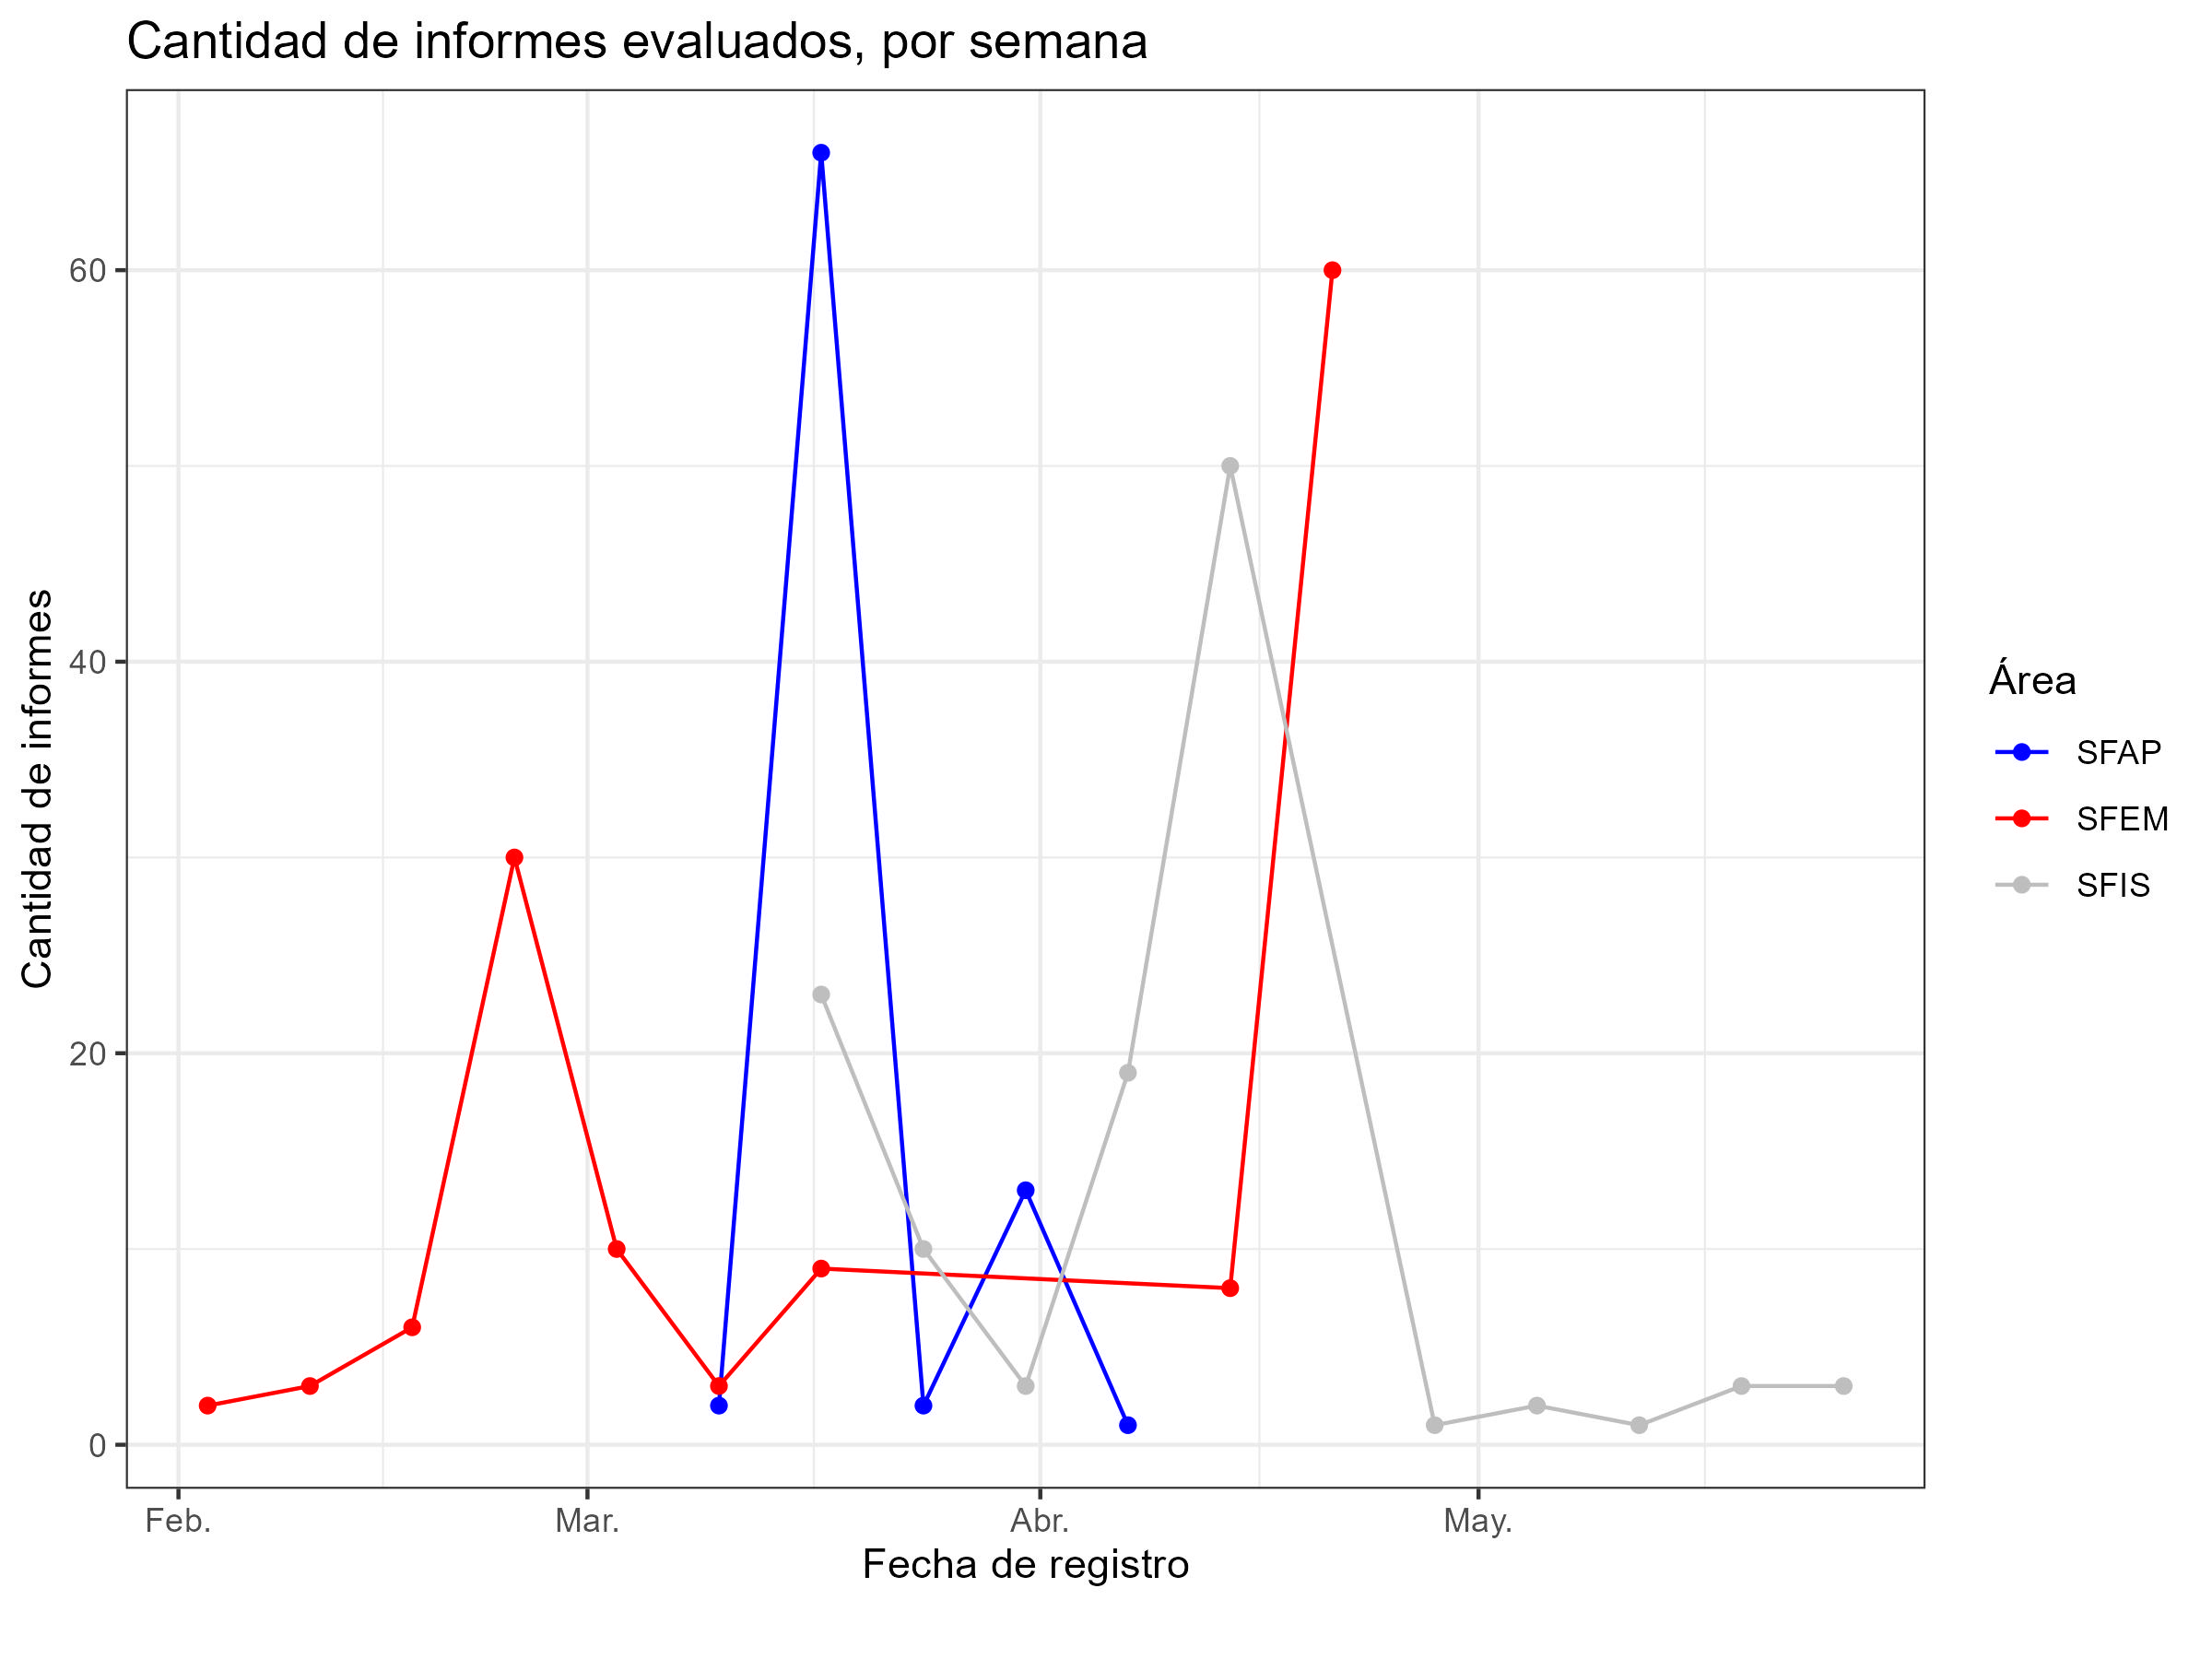 Cantidad de informes evaluados, por semana
Cantidad de informes
60
40
20
0
Feb.
Mar.
Abr.
May.
Fecha de registro
Área
SFAP
SFEM
SFIS